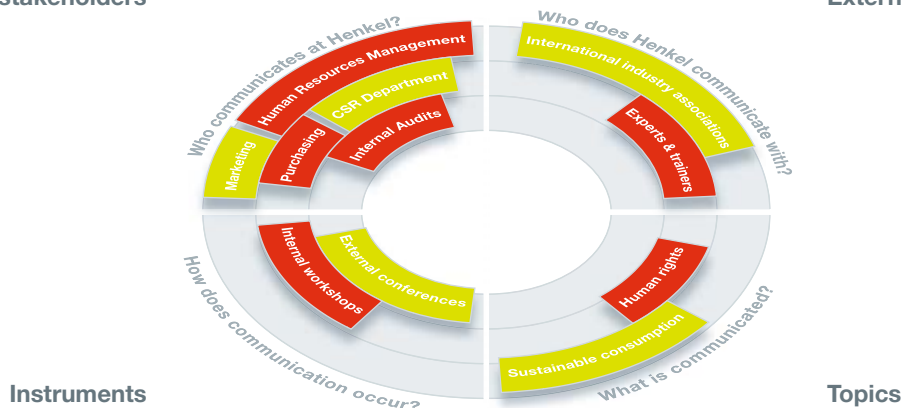 stakeholders
Extern
Who communicates at Henkel?
Who does Henkel communicate with?
Human Resources Management
CSR Department
Internal Audits
Purchasing
Marketing
International industry associations
Experts & trainers
Internal workshops
External conferences
Human rights
Sustainable consumption
How does communication occur?
What is communicated?
Instruments
Topics